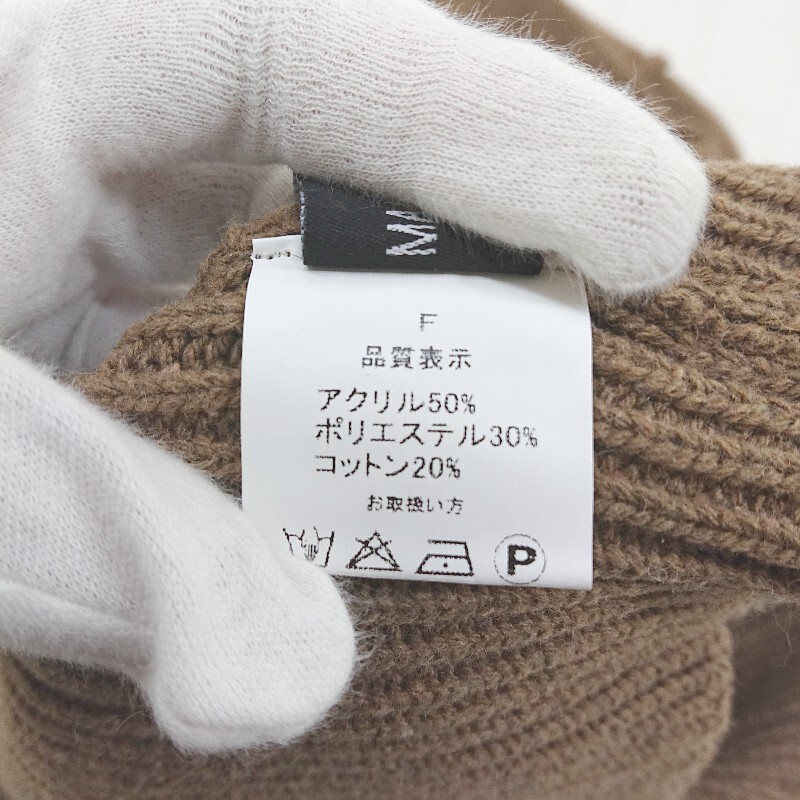 MA
F
品質表示
アクリル50%
ポリエステル30%
コットン20%
お取扱い方
P